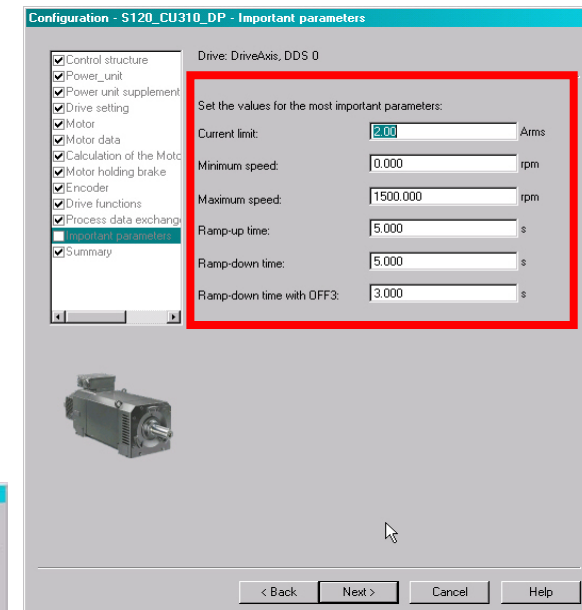 Configuration - S120_CU310_DP - Important parameters
Control structure
Power_unit
Power unit supplement
Drive setting
Motor
Motor data
Calculation of the Moto
Motor holding brake
Encoder
Drive functions
Process data exchange
Important parameters
Summary
Drive: DriveAxis, DDS 0
Set the values for the most important parameters:
Current limit: 2.00 Arms
Minimum speed: 0.000 rpm
Maximum speed: 1500.000 rpm
Ramp-up time: 5.000 s
Ramp-down time: 5.000 s
Ramp-down time with OFF3: 3.000 s
< Back Next > Cancel Help